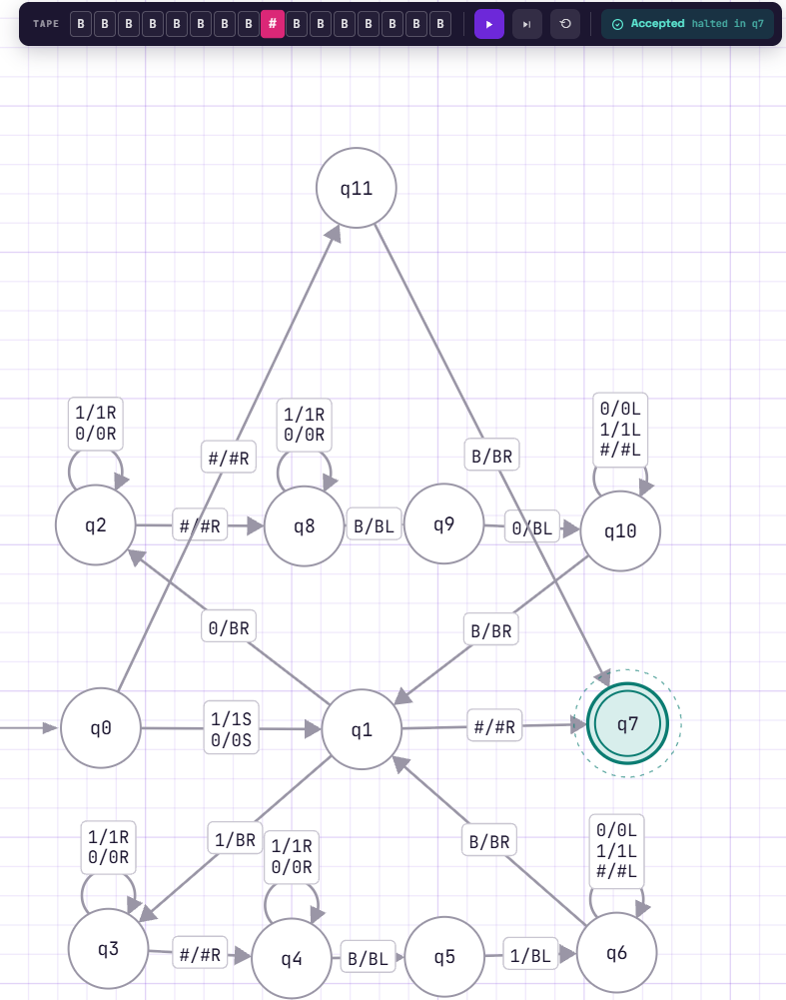 TAPE B B B B B B B B # B B B B B B B Accepted halted in q7
q11
1/1R
0/0R
1/1R
0/0R
0/0L
1/1L
#/#L
#/#R
B/BR
q2
#/#R
q8
B/BL
q9
0/BL
q10
0/BR
B/BR
q0
1/1S
0/0S
q1
#/#R
q7
1/1R
0/0R
1/BR
1/1R
0/0R
B/BR
0/0L
1/1L
#/#L
q3
#/#R
q4
B/BL
q5
1/BL
q6